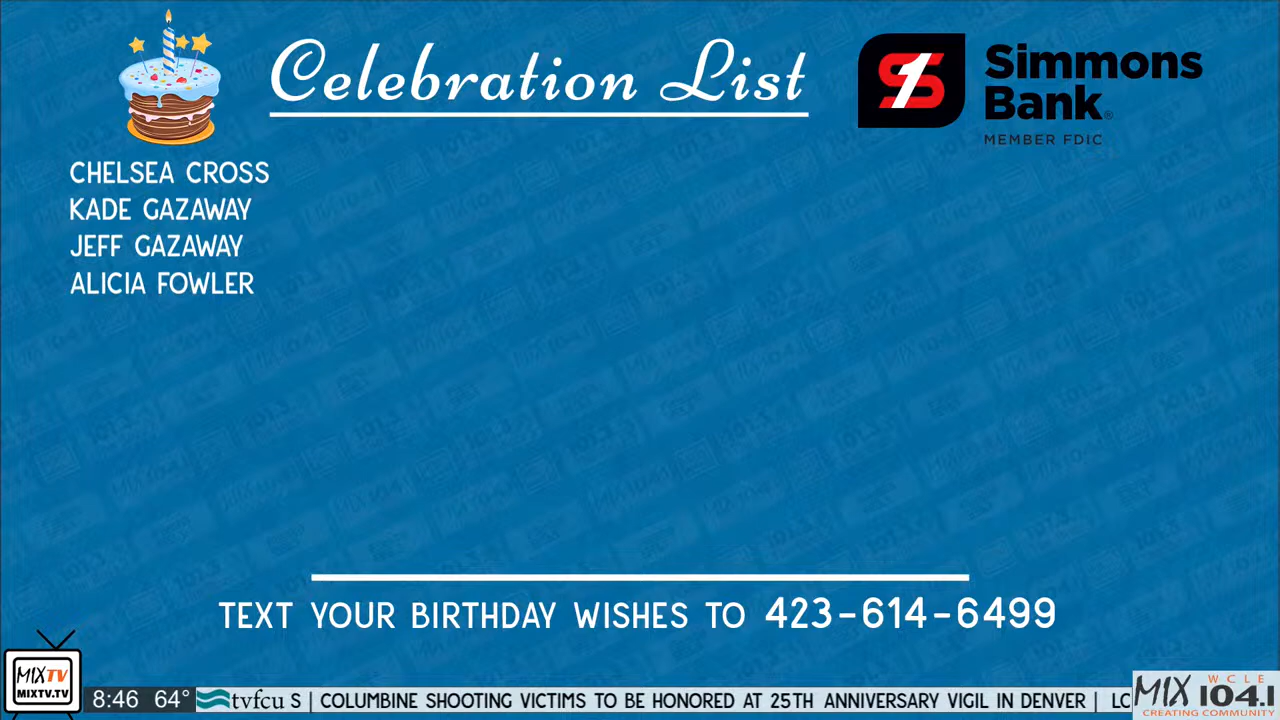 Celebration List
Simmons
Bank®
MEMBER FDIC
CHELSEA CROSS
KADE GAZAWAY
JEFF GAZAWAY
ALICIA FOWLER
TEXT YOUR BIRTHDAY WISHES TO 423-614-6499
MIXTV
MIXTV.TV
8:46 64° tvfcu S | COLUMBINE SHOOTING VICTIMS TO BE HONORED AT 25TH ANNIVERSARY VIGIL IN DENVER | LC
WCLE
MIX 104.1
CREATING COMMUNITY